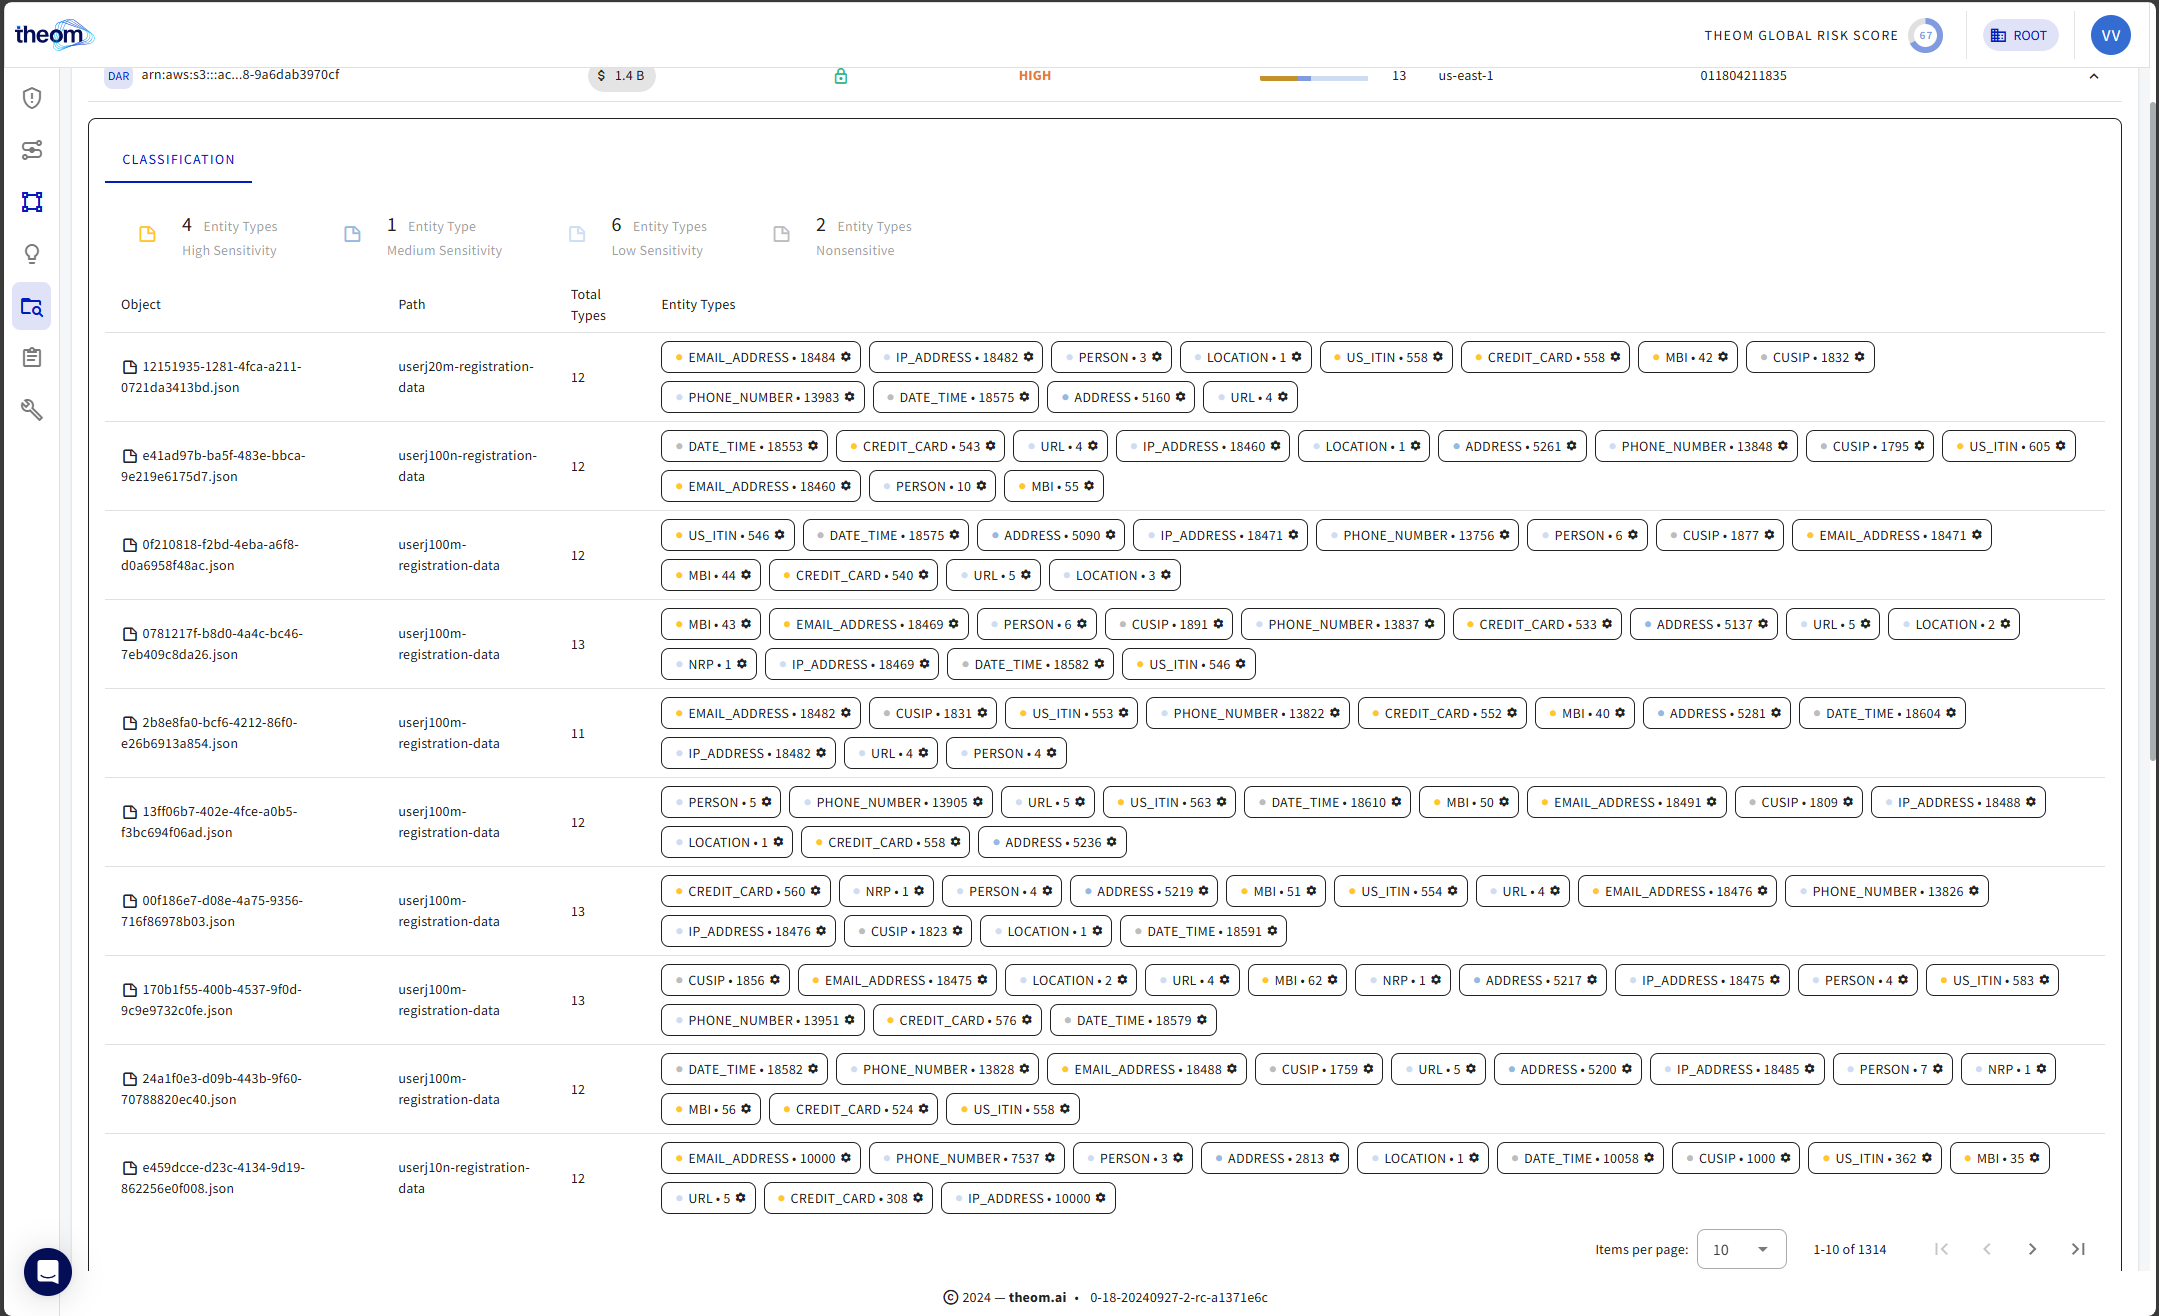 theom
THEOM GLOBAL RISK SCORE 67 ROOT VV
DAR arn:aws:s3:::ac...8-9a6dab3970cf $ 1.4 B HIGH 13 us-east-1 011804211835
CLASSIFICATION
4 Entity Types 1 Entity Type 6 Entity Types 2 Entity Types
High Sensitivity Medium Sensitivity Low Sensitivity Nonsensitive
Object Path Total Types Entity Types
12151935-1281-4fca-a211-
0721da3413bd.json
userj20m-registration-
data
12
EMAIL_ADDRESS • 18484 IP_ADDRESS • 18482 PERSON • 3 LOCATION • 1 US_ITIN • 558 CREDIT_CARD • 558 MBI • 42 CUSIP • 1832
PHONE_NUMBER • 13983 DATE_TIME • 18575 ADDRESS • 5160 URL • 4
e41ad97b-ba5f-483e-bbca-
9e219e6175d7.json
userj100n-registration-
data
12
DATE_TIME • 18553 CREDIT_CARD • 543 URL • 4 IP_ADDRESS • 18460 LOCATION • 1 ADDRESS • 5261 PHONE_NUMBER • 13848 CUSIP • 1795 US_ITIN • 605
EMAIL_ADDRESS • 18460 PERSON • 10 MBI • 55
0f210818-f2bd-4eba-a6f8-
d0a6958f48ac.json
userj100m-
registration-data
12
US_ITIN • 546 DATE_TIME • 18575 ADDRESS • 5090 IP_ADDRESS • 18471 PHONE_NUMBER • 13756 PERSON • 6 CUSIP • 1877 EMAIL_ADDRESS • 18471
MBI • 44 CREDIT_CARD • 540 URL • 5 LOCATION • 3
0781217f-b8d0-4a4c-bc46-
7eb409c8da26.json
userj100m-
registration-data
13
MBI • 43 EMAIL_ADDRESS • 18469 PERSON • 6 CUSIP • 1891 PHONE_NUMBER • 13837 CREDIT_CARD • 533 ADDRESS • 5137 URL • 5 LOCATION • 2
NRP • 1 IP_ADDRESS • 18469 DATE_TIME • 18582 US_ITIN • 546
2b8e8fa0-bcf6-4212-86f0-
e26b6913a854.json
userj100m-
registration-data
11
EMAIL_ADDRESS • 18482 CUSIP • 1831 US_ITIN • 553 PHONE_NUMBER • 13822 CREDIT_CARD • 552 MBI • 40 ADDRESS • 5281 DATE_TIME • 18604
IP_ADDRESS • 18482 URL • 4 PERSON • 4
13ff06b7-402e-4fce-a0b5-
f3bc694f06ad.json
userj100m-
registration-data
12
PERSON • 5 PHONE_NUMBER • 13905 URL • 5 US_ITIN • 563 DATE_TIME • 18610 MBI • 50 EMAIL_ADDRESS • 18491 CUSIP • 1809 IP_ADDRESS • 18488
LOCATION • 1 CREDIT_CARD • 558 ADDRESS • 5236
00f186e7-d08e-4a75-9356-
716f86978b03.json
userj100m-
registration-data
13
CREDIT_CARD • 560 NRP • 1 PERSON • 4 ADDRESS • 5219 MBI • 51 US_ITIN • 554 URL • 4 EMAIL_ADDRESS • 18476 PHONE_NUMBER • 13826
IP_ADDRESS • 18476 CUSIP • 1823 LOCATION • 1 DATE_TIME • 18591
170b1f55-400b-4537-9f0d-
9c9e9732c0fe.json
userj100m-
registration-data
13
CUSIP • 1856 EMAIL_ADDRESS • 18475 LOCATION • 2 URL • 4 MBI • 62 NRP • 1 ADDRESS • 5217 IP_ADDRESS • 18475 PERSON • 4 US_ITIN • 583
PHONE_NUMBER • 13951 CREDIT_CARD • 576 DATE_TIME • 18579
24a1f0e3-d09b-443b-9f60-
70788820ec40.json
userj100m-
registration-data
12
DATE_TIME • 18582 PHONE_NUMBER • 13828 EMAIL_ADDRESS • 18488 CUSIP • 1759 URL • 5 ADDRESS • 5200 IP_ADDRESS • 18485 PERSON • 7 NRP • 1
MBI • 56 CREDIT_CARD • 524 US_ITIN • 558
e459dcce-d23c-4134-9d19-
862256e0f008.json
userj10n-registration-
data
12
EMAIL_ADDRESS • 10000 PHONE_NUMBER • 7537 PERSON • 3 ADDRESS • 2813 LOCATION • 1 DATE_TIME • 10058 CUSIP • 1000 US_ITIN • 362 MBI • 35
URL • 5 CREDIT_CARD • 308 IP_ADDRESS • 10000
Items per page: 10 1-10 of 1314
© 2024 — theom.ai • 0-18-20240927-2-rc-a1371e6c